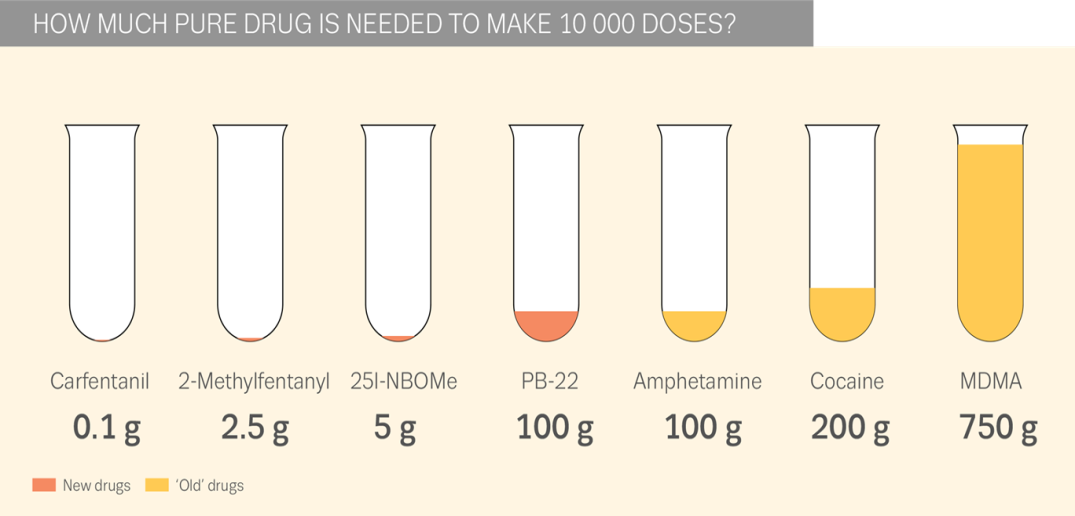 HOW MUCH PURE DRUG IS NEEDED TO MAKE 10 000 DOSES?
Carfentanil 2-Methylfentanyl 25I-NBOMe PB-22 Amphetamine Cocaine MDMA
0.1 g 2.5 g 5 g 100 g 100 g 200 g 750 g
New drugs ‘Old’ drugs